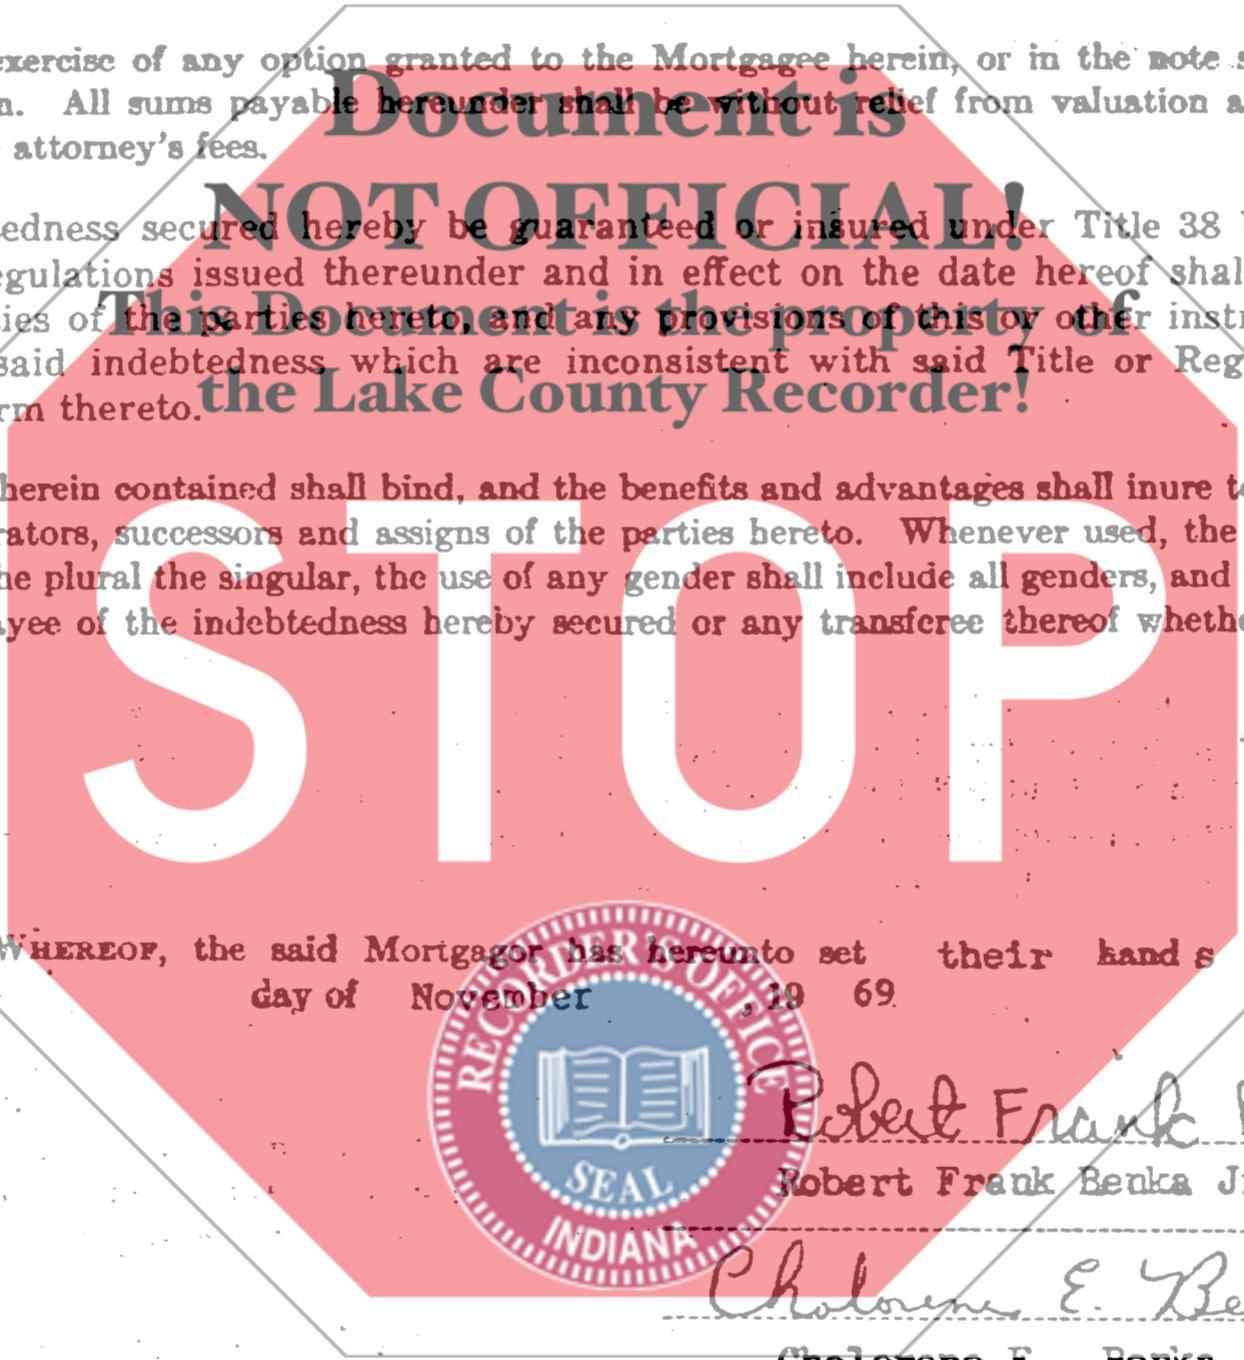 exercise of any option granted to the Mortgagee herein, or in the note
n. All sums payable hereunder shall be without relief from valuation a
attorney's fees.
Document is
NOT OFFICIAL!
This Document is the property of
the Lake County Recorder!
edness secured hereby be guaranteed or insured under Title 38
egulations issued thereunder and in effect on the date hereof shal
ies of the parties hereto, and any provisions of this or other instr
said indebtedness which are inconsistent with said Title or Reg
rm thereto.
herein contained shall bind, and the benefits and advantages shall inure t
rators, successors and assigns of the parties hereto. Whenever used, the
he plural the singular, the use of any gender shall include all genders, and
yee of the indebtedness hereby secured or any transferee thereof wheth
STOP
WHEREOF, the said Mortgagor has hereunto set their hands
day of November , 19 69
RECORDER'S OFFICE
SEAL
INDIANA
Robert Frank
Robert Frank Benka J
E. Be
E. Benka